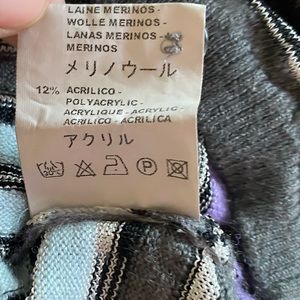 LAINE MERINOS -
WOLLE MERINOS -
LANAS MERINOS -
MERINOS
メリノウール
12% ACRILICO -
POLYACRYLIC -
ACRYLIQUE - ACRYLIC -
ACRILICO - ACRILICA
アクリル
P